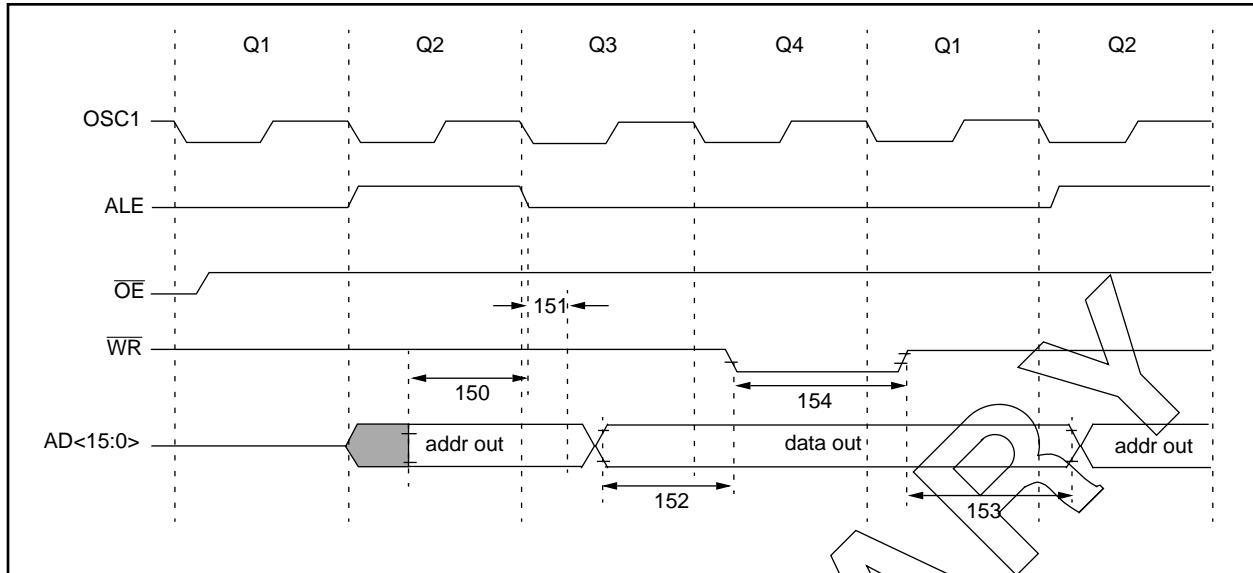 Q1 Q2 Q3 Q4 Q1 Q2
OSC1
ALE
OE
151
WR
150
154
AD<15:0>
addr out
data out
addr out
152
153
ARY